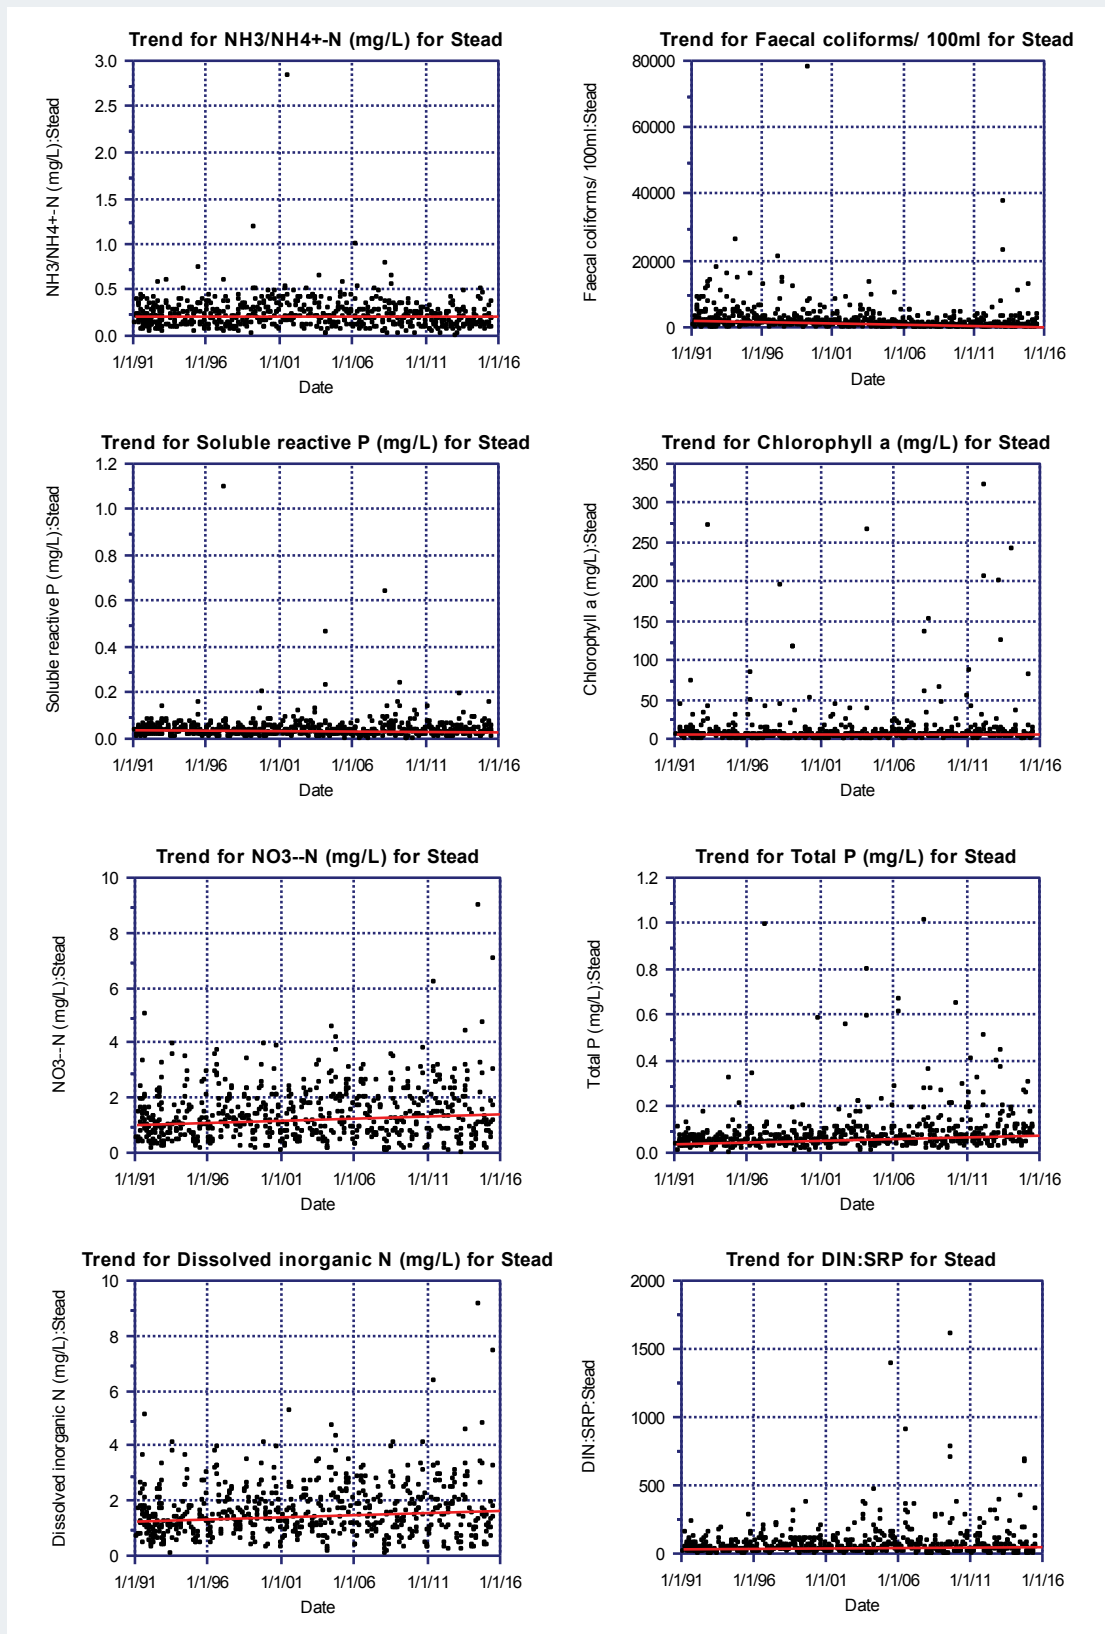 Trend for NH3/NH4+-N (mg/L) for Stead
NH3/NH4+-N (mg/L):Stead
3.0
2.5
2.0
1.5
1.0
0.5
0.0
1/1/91 1/1/96 1/1/01 1/1/06 1/1/11 1/1/16
Date
Trend for Faecal coliforms/ 100ml for Stead
Faecal coliforms/ 100ml:Stead
80000
60000
40000
20000
0
1/1/91 1/1/96 1/1/01 1/1/06 1/1/11 1/1/16
Date
Trend for Soluble reactive P (mg/L) for Stead
Soluble reactive P (mg/L):Stead
1.2
1.0
0.8
0.6
0.4
0.2
0.0
1/1/91 1/1/96 1/1/01 1/1/06 1/1/11 1/1/16
Date
Trend for Chlorophyll a (mg/L) for Stead
Chlorophyll a (mg/L):Stead
350
300
250
200
150
100
50
0
1/1/91 1/1/96 1/1/01 1/1/06 1/1/11 1/1/16
Date
Trend for NO3--N (mg/L) for Stead
NO3--N (mg/L):Stead
10
8
6
4
2
0
1/1/91 1/1/96 1/1/01 1/1/06 1/1/11 1/1/16
Date
Trend for Total P (mg/L) for Stead
Total P (mg/L):Stead
1.2
1.0
0.8
0.6
0.4
0.2
0.0
1/1/91 1/1/96 1/1/01 1/1/06 1/1/11 1/1/16
Date
Trend for Dissolved inorganic N (mg/L) for Stead
Dissolved inorganic N (mg/L):Stead
10
8
6
4
2
0
1/1/91 1/1/96 1/1/01 1/1/06 1/1/11 1/1/16
Date
Trend for DIN:SRP for Stead
DIN:SRP:Stead
2000
1500
1000
500
0
1/1/91 1/1/96 1/1/01 1/1/06 1/1/11 1/1/16
Date